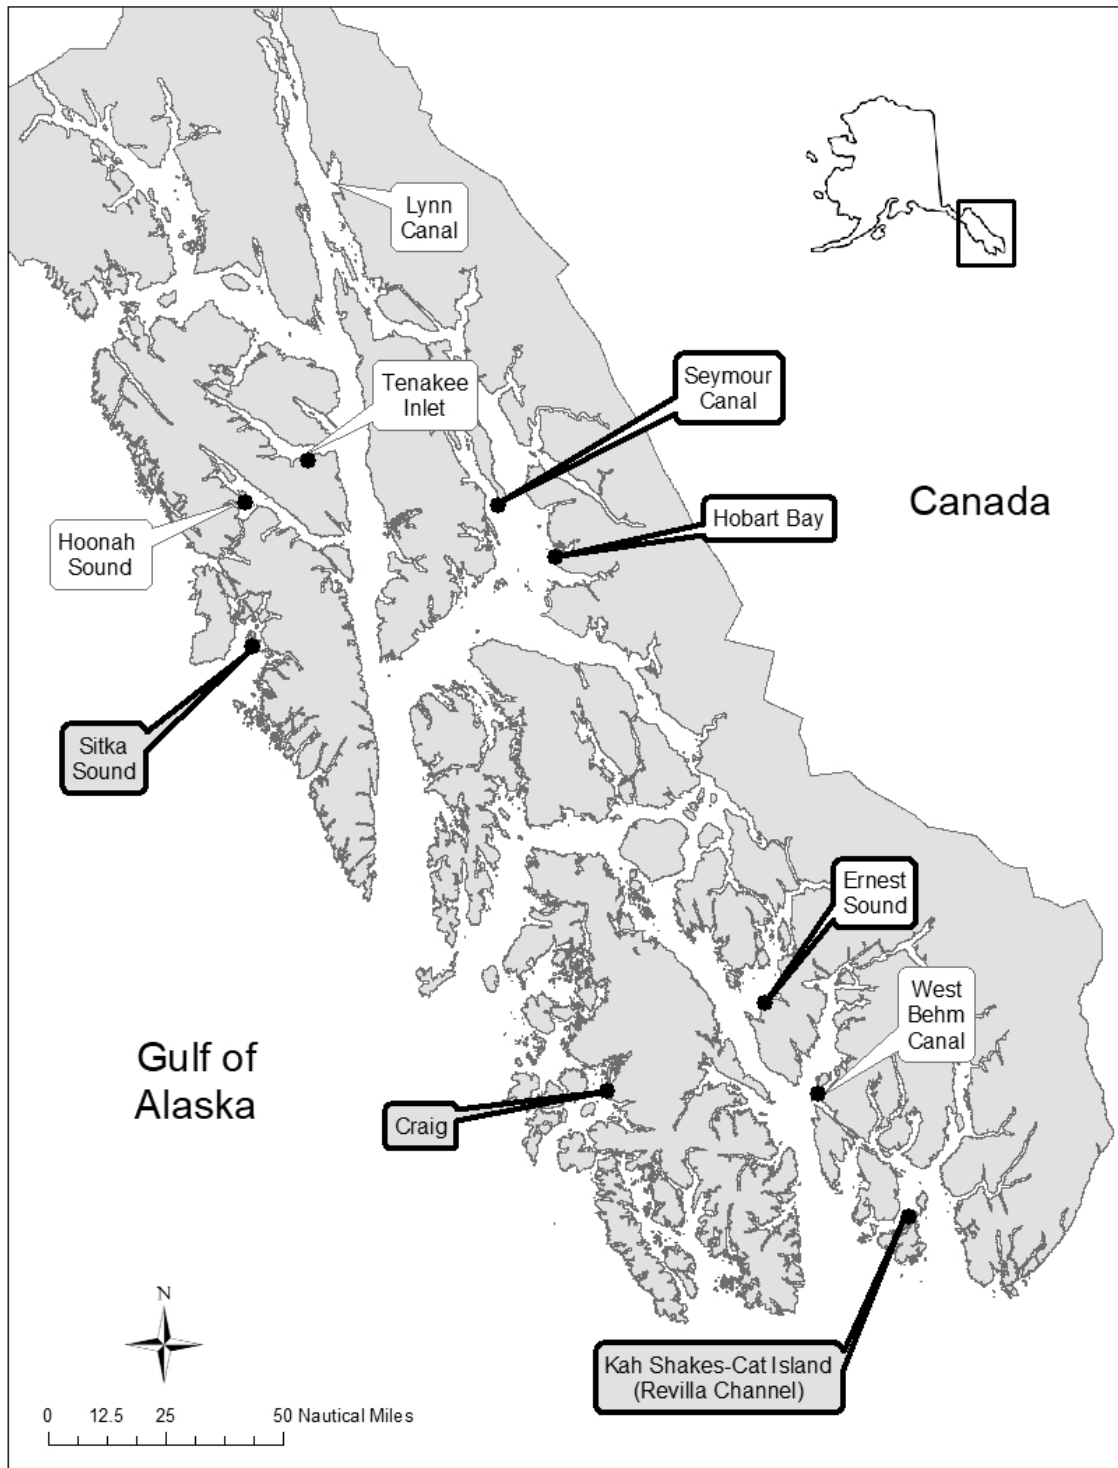 Lynn
Canal
Tenakee
Inlet
Seymour
Canal
Canada
Hobart Bay
Hoonah
Sound
Sitka
Sound
Ernest
Sound
West
Behm
Canal
Gulf of
Alaska
Craig
N
Kah Shakes-Cat Island
(Revilla Channel)
0 12.5 25 50 Nautical Miles